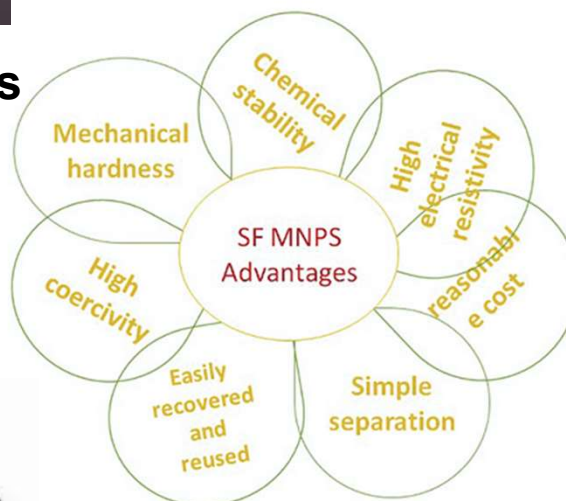 s
Chemical
stability
Mechanical
hardness
High
electrical
resistivity
SF MNPS
Advantages
reasonabl
e cost
High
coercivity
Easily
recovered
and
reused
Simple
separation